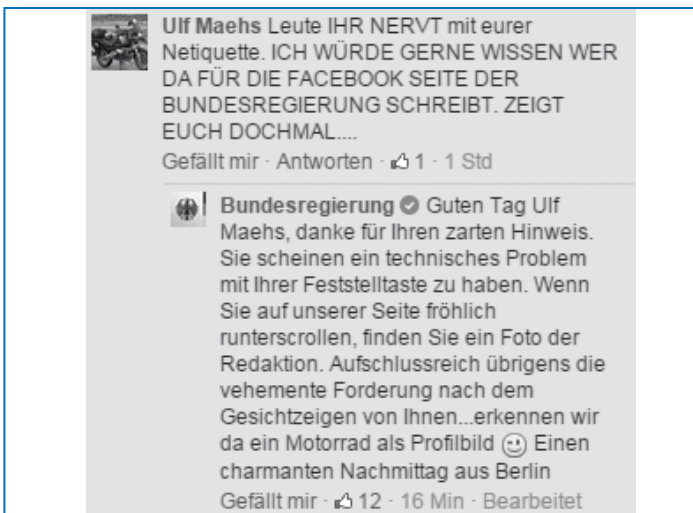 Ulf Maehs Leute IHR NERVT mit eurer
Netiquette. ICH WÜRDE GERNE WISSEN WER
DA FÜR DIE FACEBOOK SEITE DER
BUNDESREGIERUNG SCHREIBT. ZEIGT
EUCH DOCHMAL....
Gefällt mir · Antworten · 1 · 1 Std
Bundesregierung Guten Tag Ulf
Maehs, danke für Ihren zarten Hinweis.
Sie scheinen ein technisches Problem
mit Ihrer Feststelltaste zu haben. Wenn
Sie auf unserer Seite fröhlich
runterscrollen, finden Sie ein Foto der
Redaktion. Aufschlussreich übrigens die
vehemente Forderung nach dem
Gesichtzeigen von Ihnen...erkennen wir
da ein Motorrad als Profilbild Einen
charmanten Nachmittag aus Berlin
Gefällt mir · 12 · 16 Min · Bearbeitet